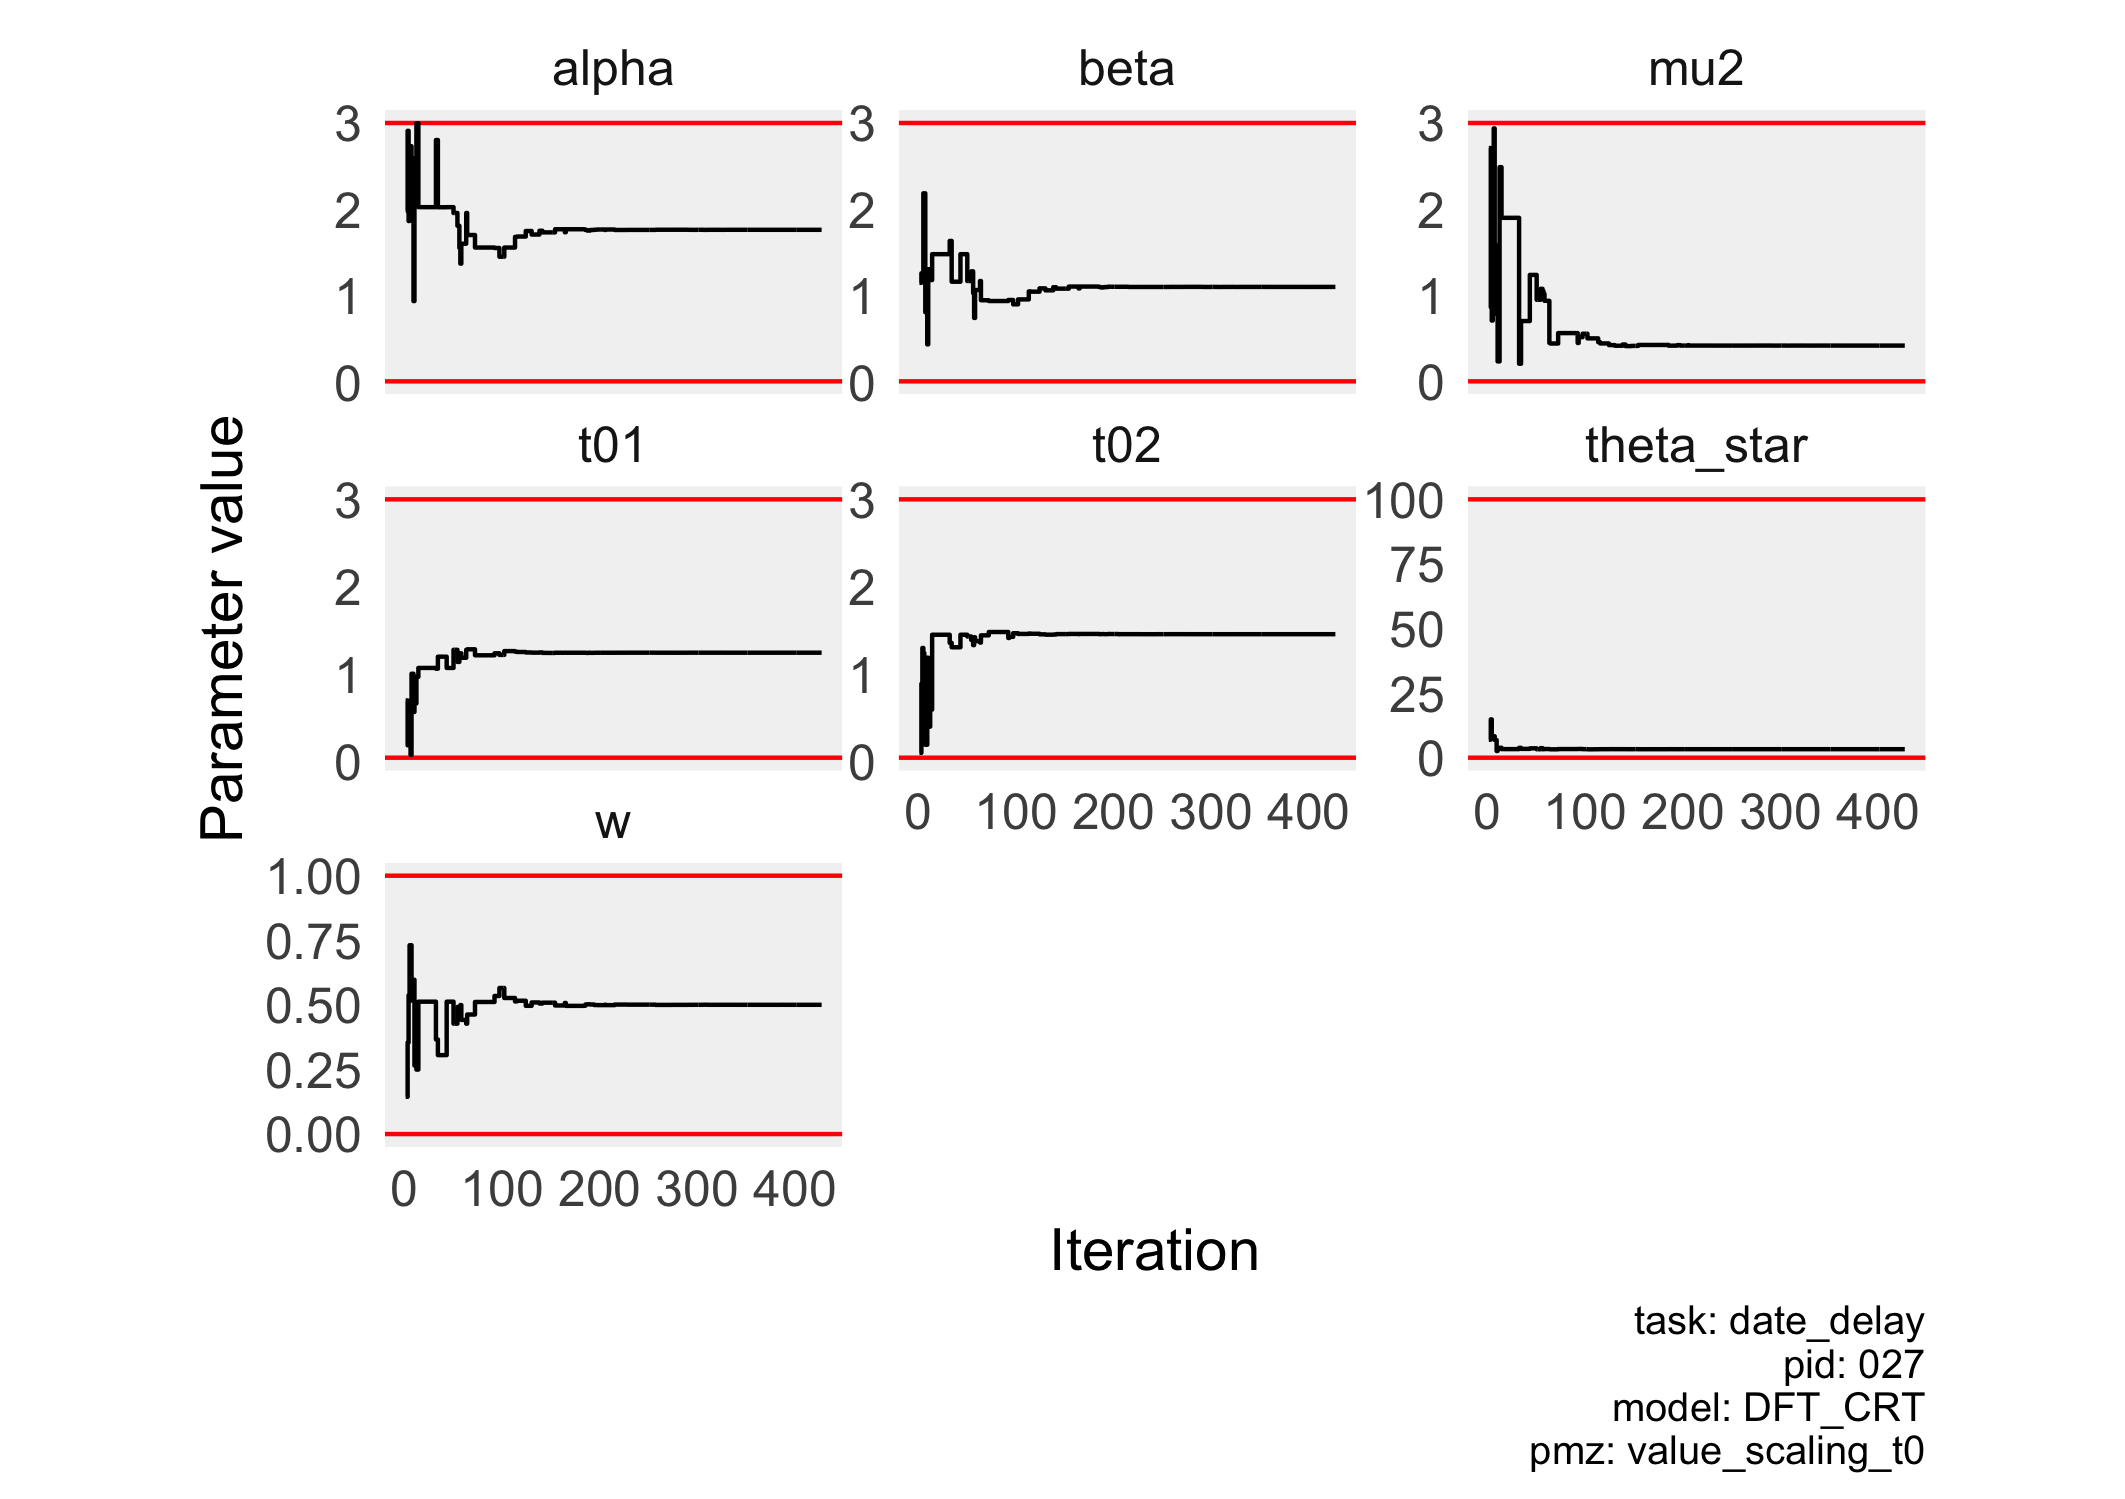 alpha beta mu2
3 3 3
2 2 2
1 1 1
0 0 0
t01 t02 theta_star
3 3 100
2 2 75
50
1 1 25
0 0 0
0 100 200 300 400 0 100 200 300 400
w
1.00
0.75
0.50
0.25
0.00
0 100 200 300 400
Parameter value
Iteration
task: date_delay
pid: 027
model: DFT_CRT
pmz: value_scaling_t0